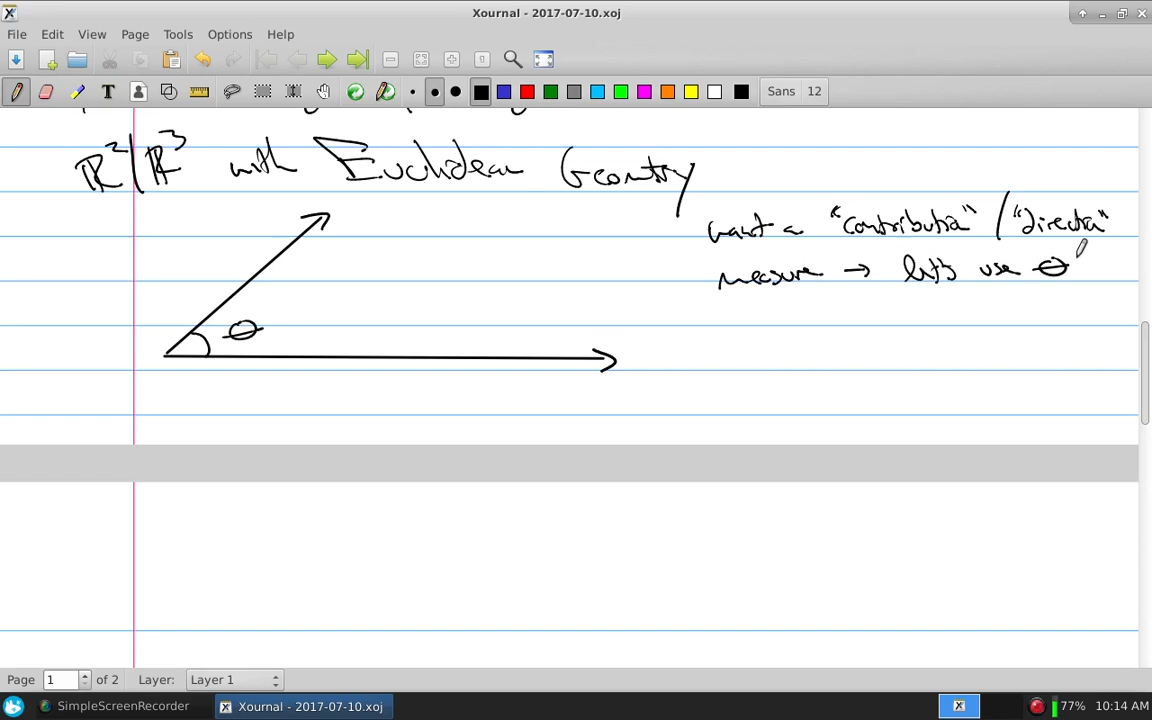 Xournal - 2017-07-10.xoj
File Edit View Page Tools Options Help
Sans 12
ℝ²/ℝ³ with Euclidean Geometry
want a "contribution" / "direction"
measure → let's use θ
θ
Page 1 of 2 Layer: Layer 1
SimpleScreenRecorder Xournal - 2017-07-10.xoj 77% 10:14 AM